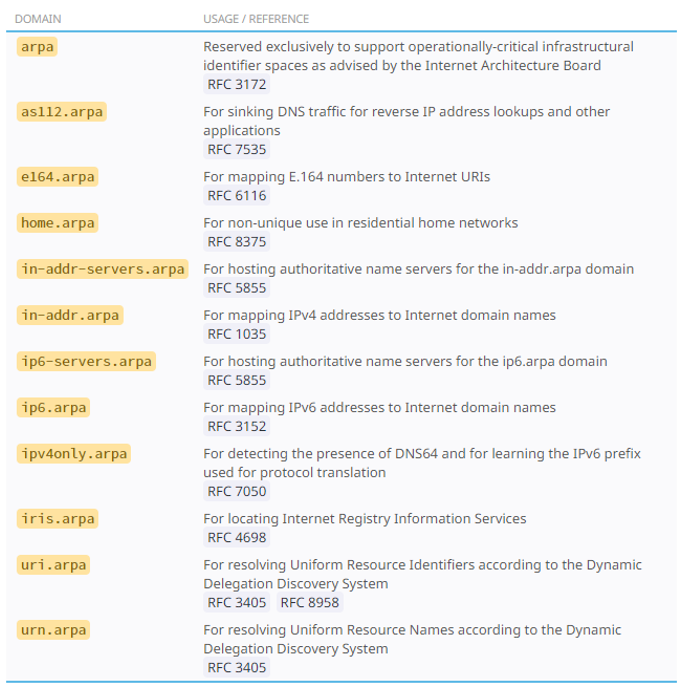 DOMAIN USAGE / REFERENCE
arpa Reserved exclusively to support operationally-critical infrastructural
identifier spaces as advised by the Internet Architecture Board
RFC 3172
as112.arpa For sinking DNS traffic for reverse IP address lookups and other
applications
RFC 7535
e164.arpa For mapping E.164 numbers to Internet URIs
RFC 6116
home.arpa For non-unique use in residential home networks
RFC 8375
in-addr-servers.arpa For hosting authoritative name servers for the in-addr.arpa domain
RFC 5855
in-addr.arpa For mapping IPv4 addresses to Internet domain names
RFC 1035
ip6-servers.arpa For hosting authoritative name servers for the ip6.arpa domain
RFC 5855
ip6.arpa For mapping IPv6 addresses to Internet domain names
RFC 3152
ipv4only.arpa For detecting the presence of DNS64 and for learning the IPv6 prefix
used for protocol translation
RFC 7050
iris.arpa For locating Internet Registry Information Services
RFC 4698
uri.arpa For resolving Uniform Resource Identifiers according to the Dynamic
Delegation Discovery System
RFC 3405 RFC 8958
urn.arpa For resolving Uniform Resource Names according to the Dynamic
Delegation Discovery System
RFC 3405